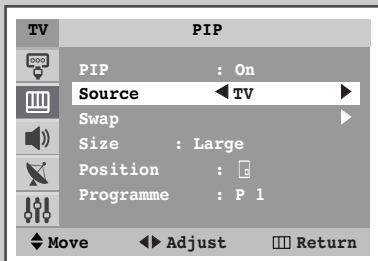 TV PIP
PIP : On
Source TV
Swap
Size : Large
Position :
Programme : P 1
Move Adjust Return